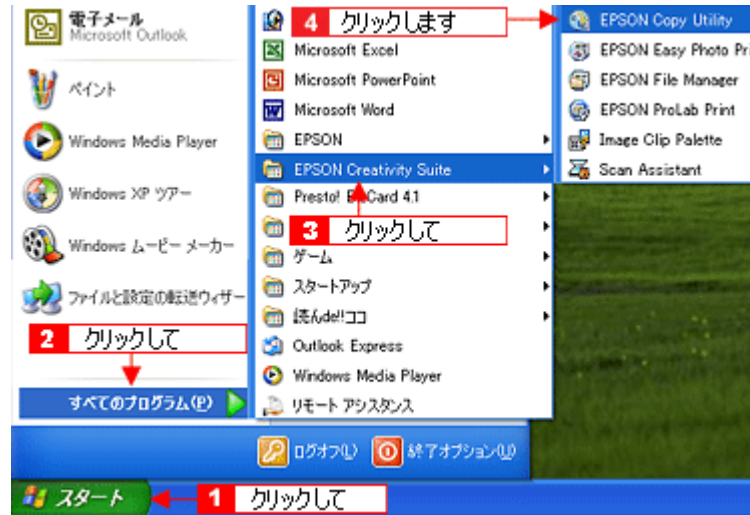 電子メール
Microsoft Outlook
ペイント
Windows Media Player
Windows XP ツアー
Windows ムービー メーカー
ファイルと設定の転送ウィザー
2 クリックして
すべてのプログラム(P)
4 クリックします
Microsoft Excel
Microsoft PowerPoint
Microsoft Word
EPSON
EPSON Creativity Suite
Presto! Card 4.1
3 クリックして
ゲーム
スタートアップ
読んde!!ココ
Outlook Express
Windows Media Player
リモート アシスタンス
EPSON Copy Utility
EPSON Easy Photo Pri
EPSON File Manager
EPSON ProLab Print
Image Clip Palette
Scan Assistant
ログオフ(L)
終了オプション(U)
スタート
1 クリックして